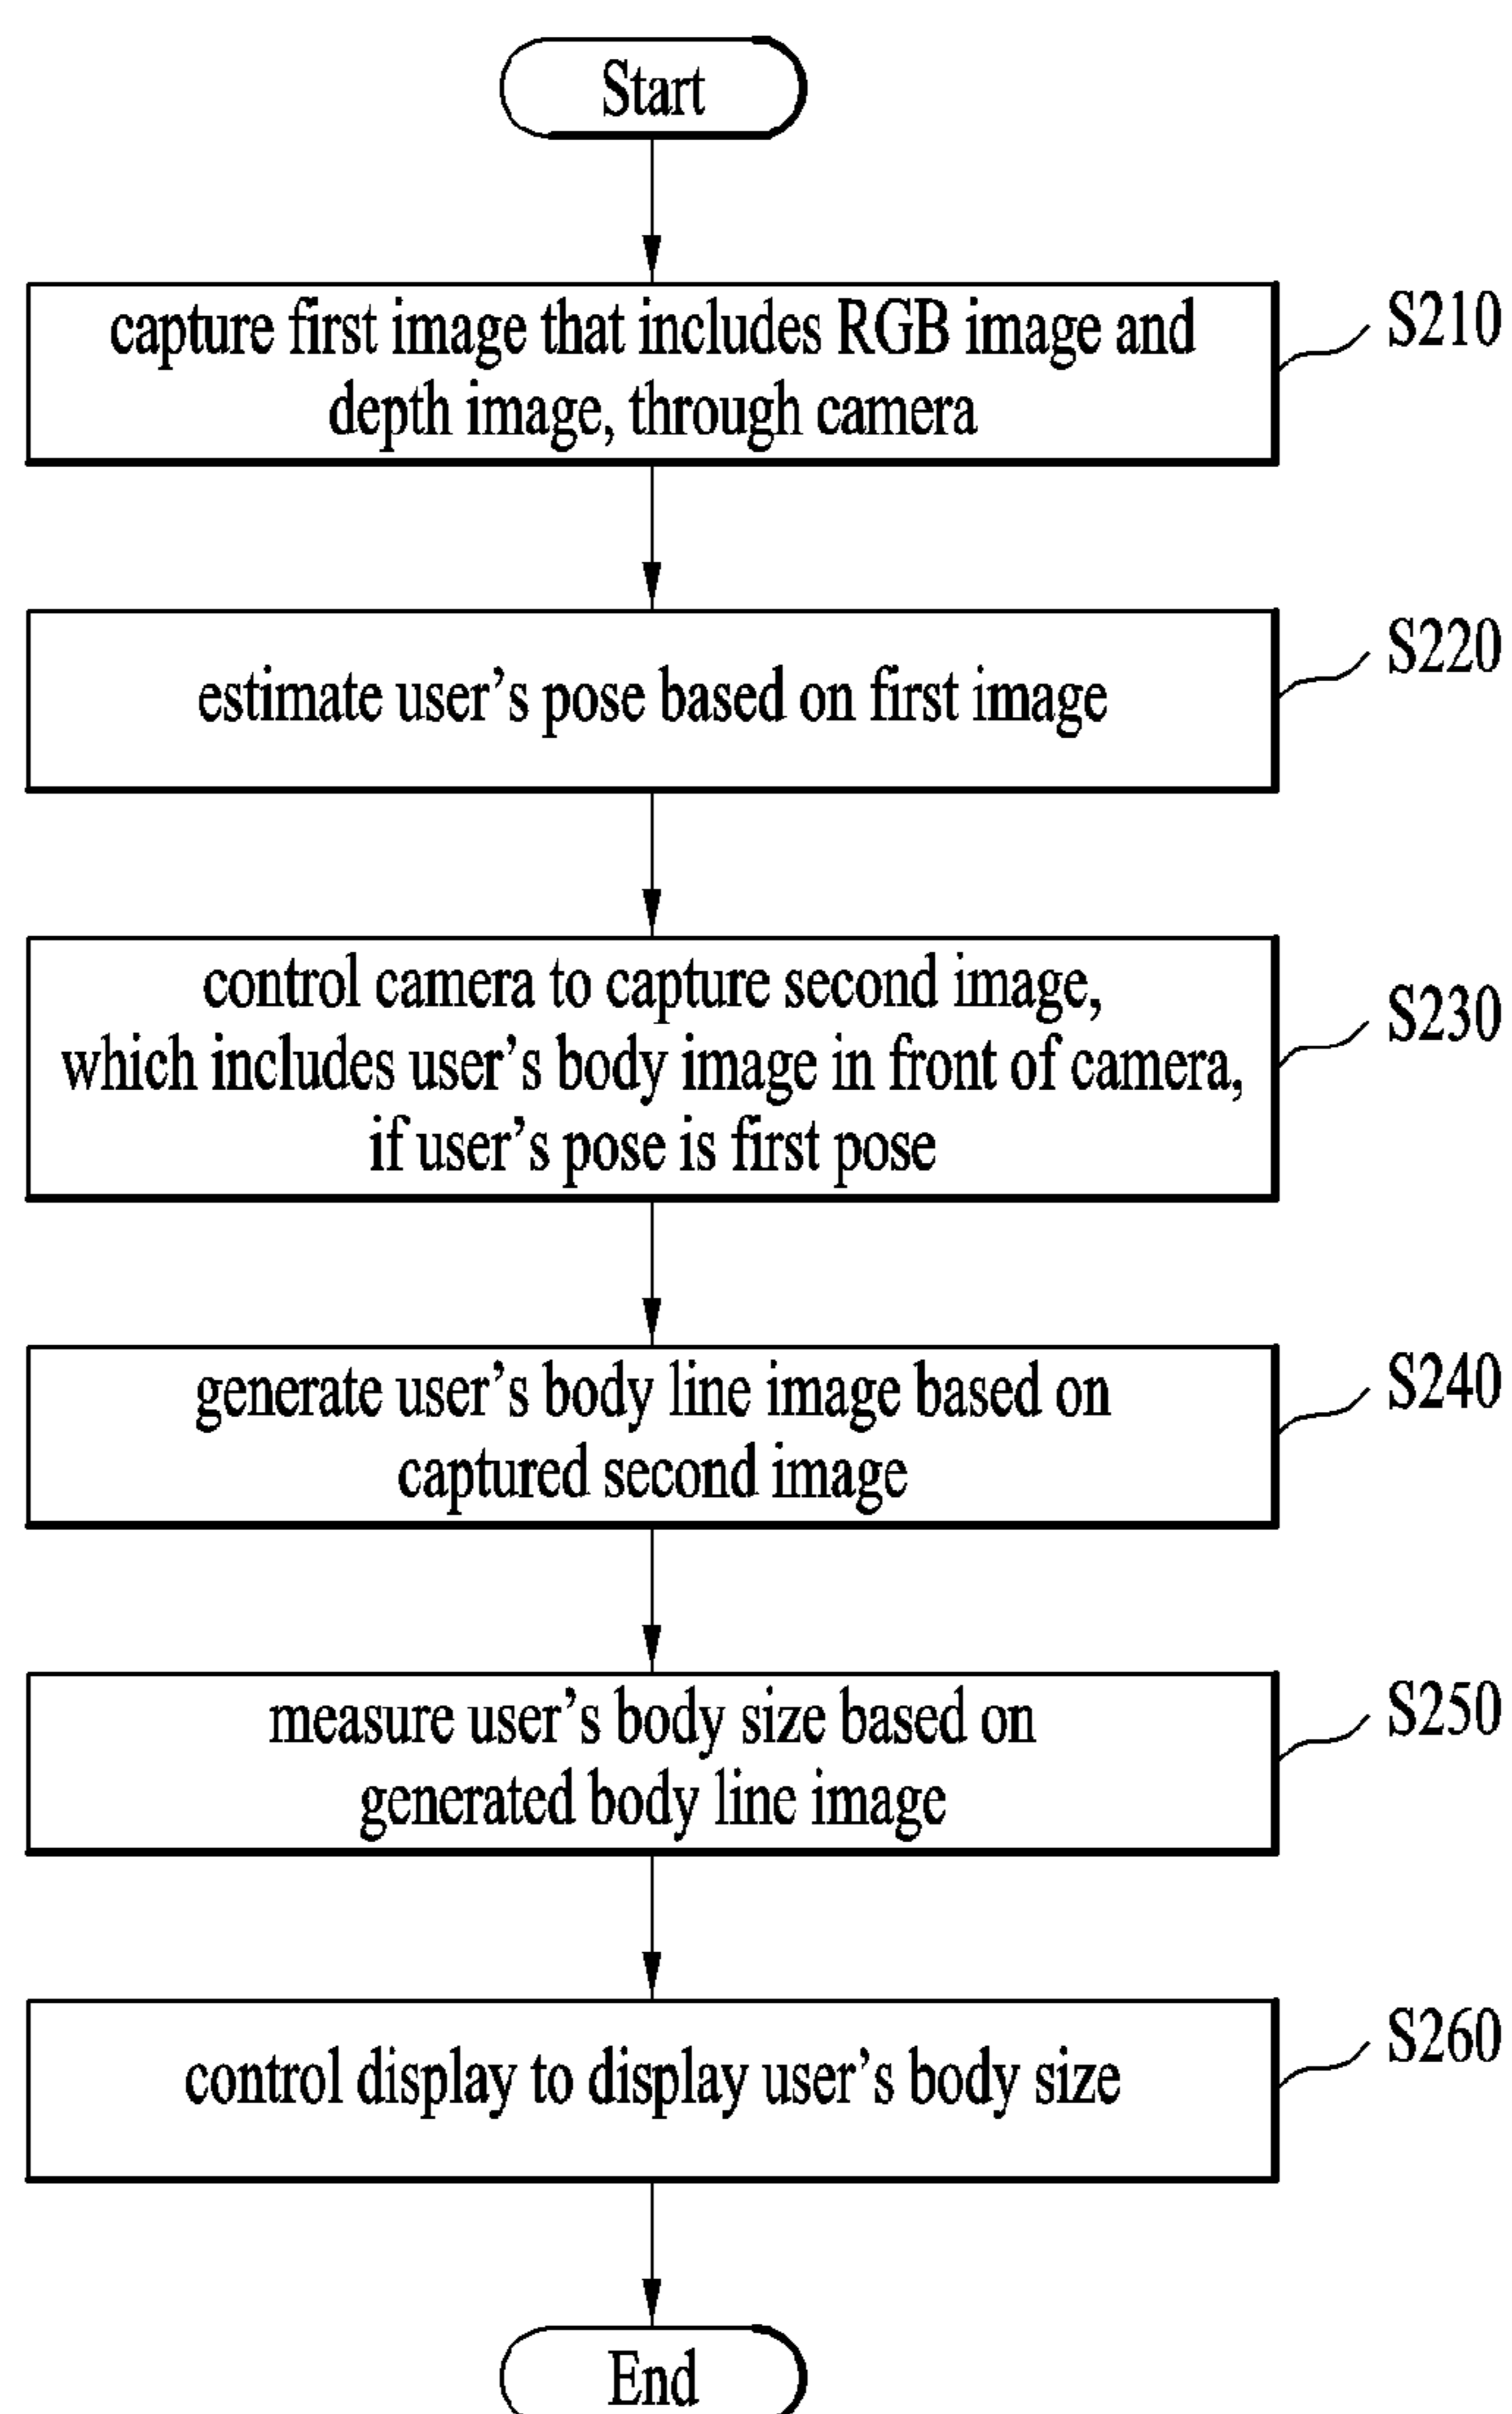 Start
capture first image that includes RGB image and
depth image, through camera
S210
estimate user’s pose based on first image
S220
control camera to capture second image,
which includes user’s body image in front of camera,
if user’s pose is first pose
S230
generate user’s body line image based on
captured second image
S240
measure user’s body size based on
generated body line image
S250
control display to display user’s body size
S260
End